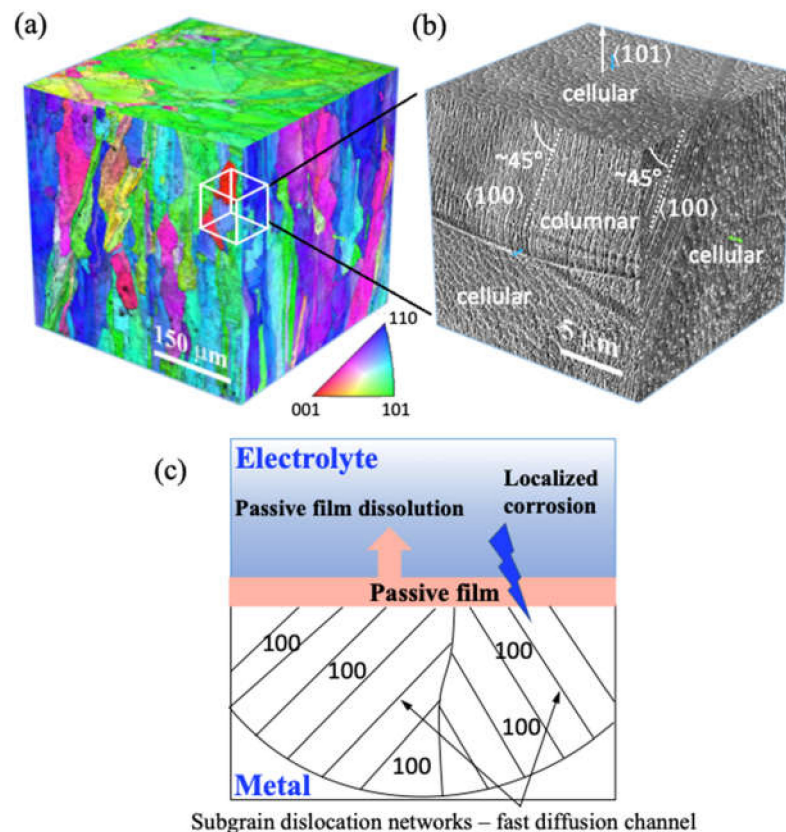 (a)
150 μm
110
001
101
(b)
⟨101⟩
cellular
~45°
~45°
⟨100⟩
columnar
⟨100⟩
cellular
cellular
5 μm
(c)
Electrolyte
Localized
corrosion
Passive film dissolution
Passive film
100
100
100
100
100
100
Metal
Subgrain dislocation networks – fast diffusion channel